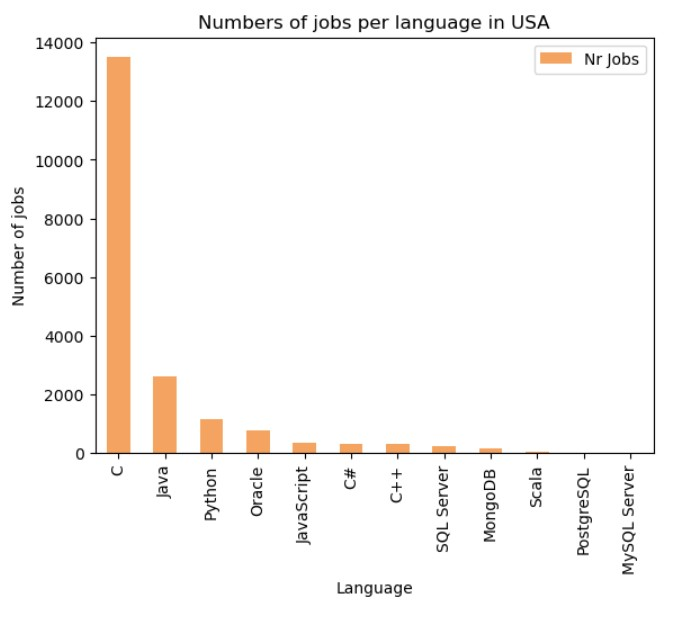 Numbers of jobs per language in USA
Nr Jobs
Number of jobs
14000
12000
10000
8000
6000
4000
2000
0
C
Java
Python
Oracle
JavaScript
C#
C++
SQL Server
MongoDB
Scala
PostgreSQL
MySQL Server
Language